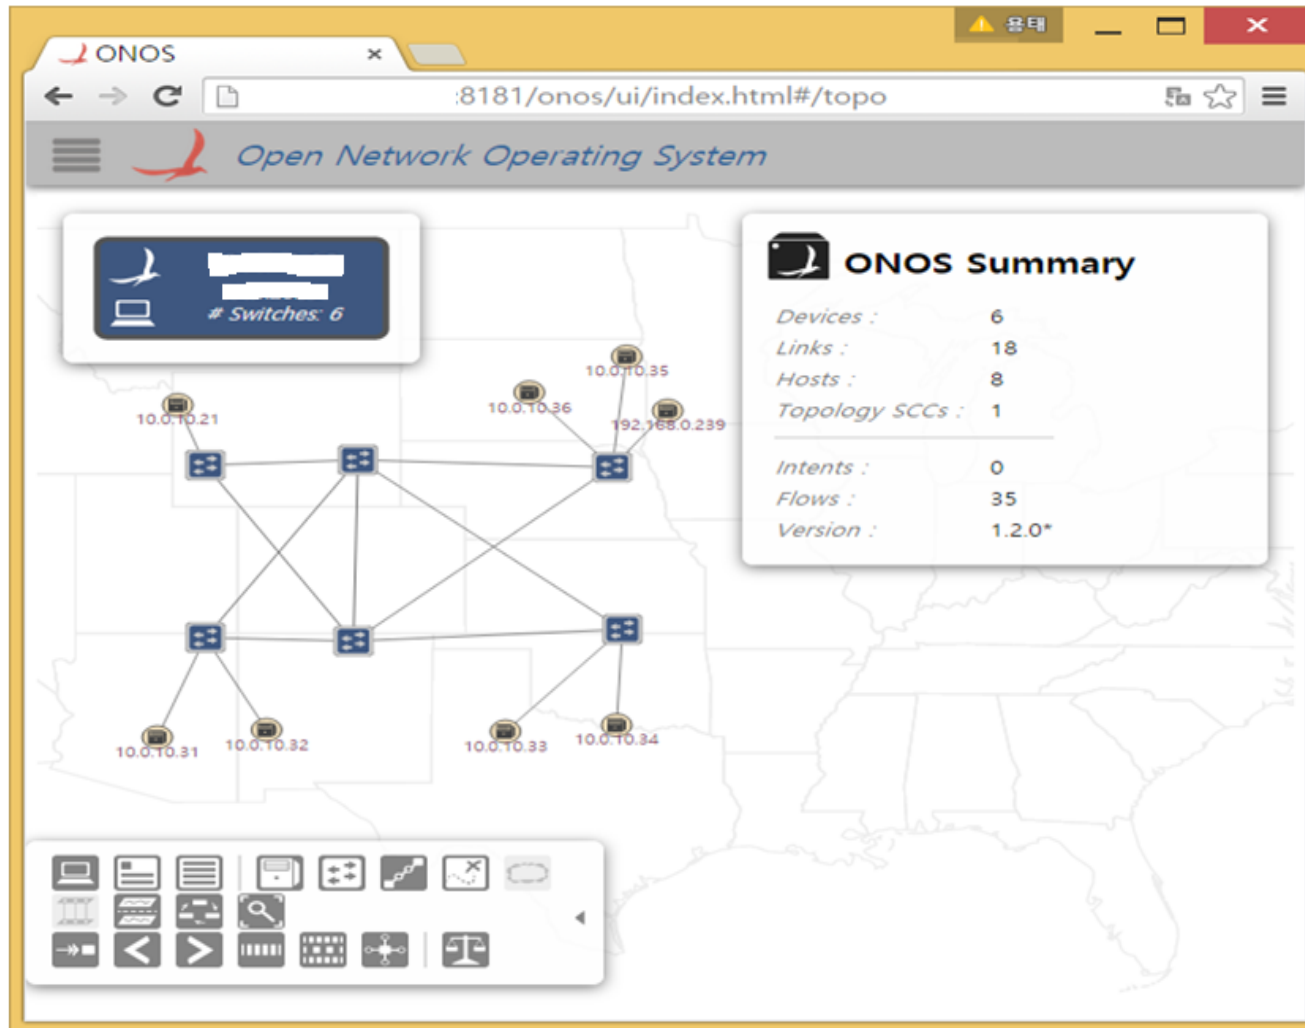 용태
ONOS
:8181/onos/ui/index.html#/topo
Open Network Operating System
# Switches: 6
ONOS Summary
Devices : 6
Links : 18
Hosts : 8
Topology SCCs : 1
Intents : 0
Flows : 35
Version : 1.2.0*
10.0.10.35
10.0.10.36
10.0.10.21
192.168.0.239
10.0.10.31
10.0.10.32
10.0.10.33
10.0.10.34